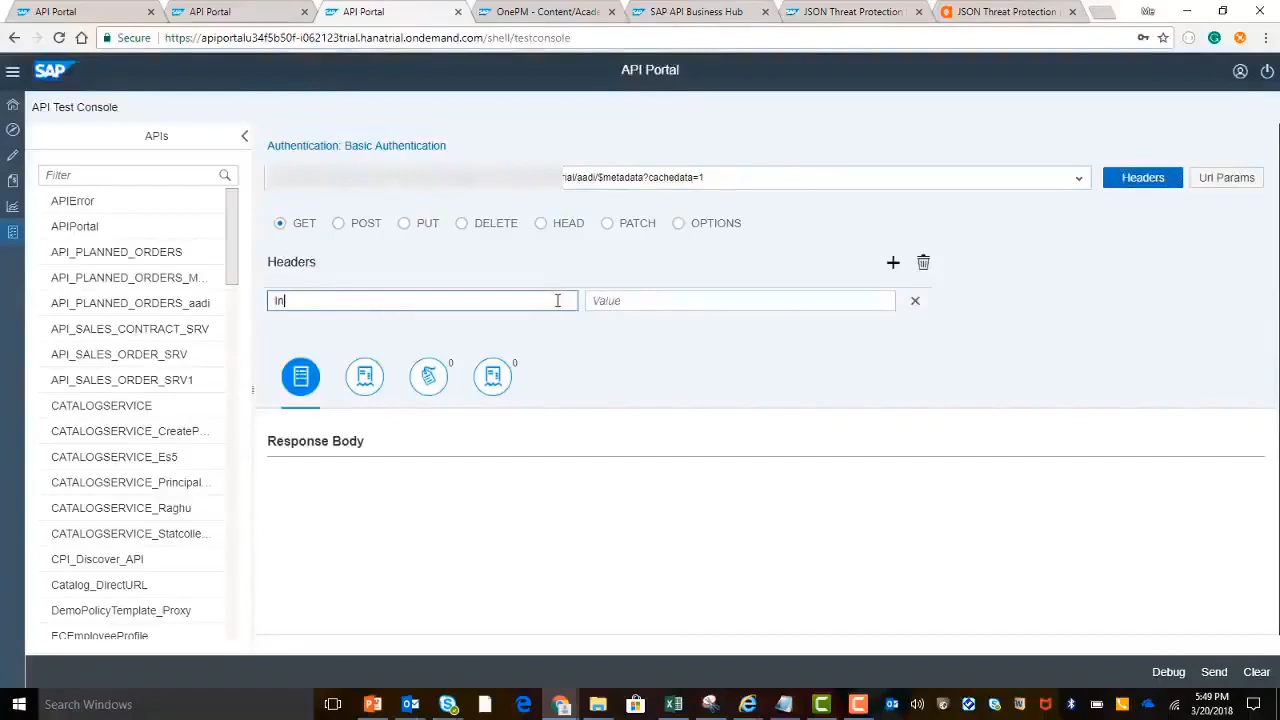 API Portal
API Portal
API Portal
OnePM - Content/Acade
SAP API Business Hub
JSON Threat Protection
JSON Threat Protection
Secure
https://apiportalu34f5b50f-i062123trial.hanatrial.ondemand.com/shell/testconsole
SAP
API Portal
API Test Console
APIs
Authentication: Basic Authentication
Filter
rial/aadi/$metadata?cachedata=1
Headers
Url Params
APIError
APIPortal
GET
POST
PUT
DELETE
HEAD
PATCH
OPTIONS
API_PLANNED_ORDERS
Headers
API_PLANNED_ORDERS_M...
API_PLANNED_ORDERS_aadi
In
Value
API_SALES_CONTRACT_SRV
API_SALES_ORDER_SRV
0
0
API_SALES_ORDER_SRV1
CATALOGSERVICE
CATALOGSERVICE_CreateP...
Response Body
CATALOGSERVICE_Es5
CATALOGSERVICE_Principal...
CATALOGSERVICE_Raghu
CATALOGSERVICE_Statcolle...
CPI_Discover_API
Catalog_DirectURL
DemoPolicyTemplate_Proxy
ECEmployeeProfile
Debug
Send
Clear
Search Windows
5:49 PM
3/20/2018